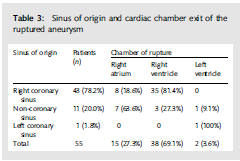 Table 3: Sinus of origin and cardiac chamber exit of the
ruptured aneurysm
Sinus of origin Patients Chamber of rupture
(n) Right Right Left
atrium ventricle ventricle
Right coronary 43 (78.2%) 8 (18.6%) 35 (81.4%) 0
sinus
Non-coronary 11 (20.0%) 7 (63.6%) 3 (27.3%) 1 (9.1%)
sinus
Left coronary 1 (1.8%) 0 0 1 (100%)
sinus
Total 55 15 (27.3%) 38 (69.1%) 2 (3.6%)